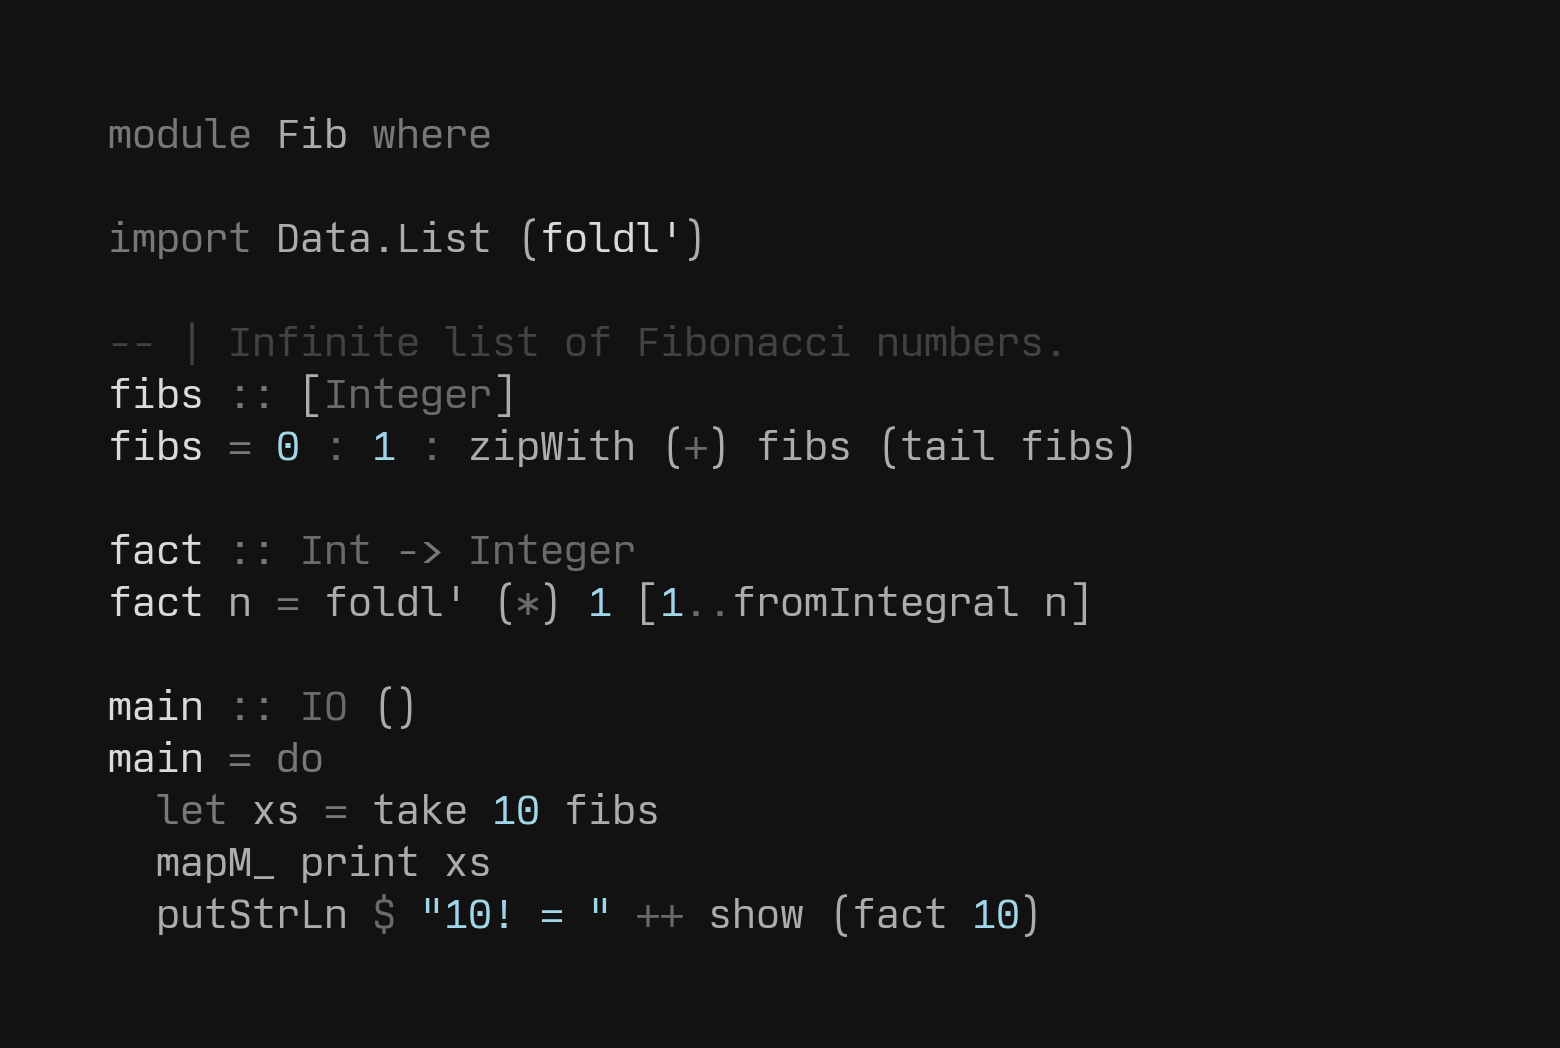 module Fib where

import Data.List (foldl')

-- | Infinite list of Fibonacci numbers.
fibs :: [Integer]
fibs = 0 : 1 : zipWith (+) fibs (tail fibs)

fact :: Int -> Integer
fact n = foldl' (*) 1 [1..fromIntegral n]

main :: IO ()
main = do
  let xs = take 10 fibs
  mapM_ print xs
  putStrLn $ "10! = " ++ show (fact 10)